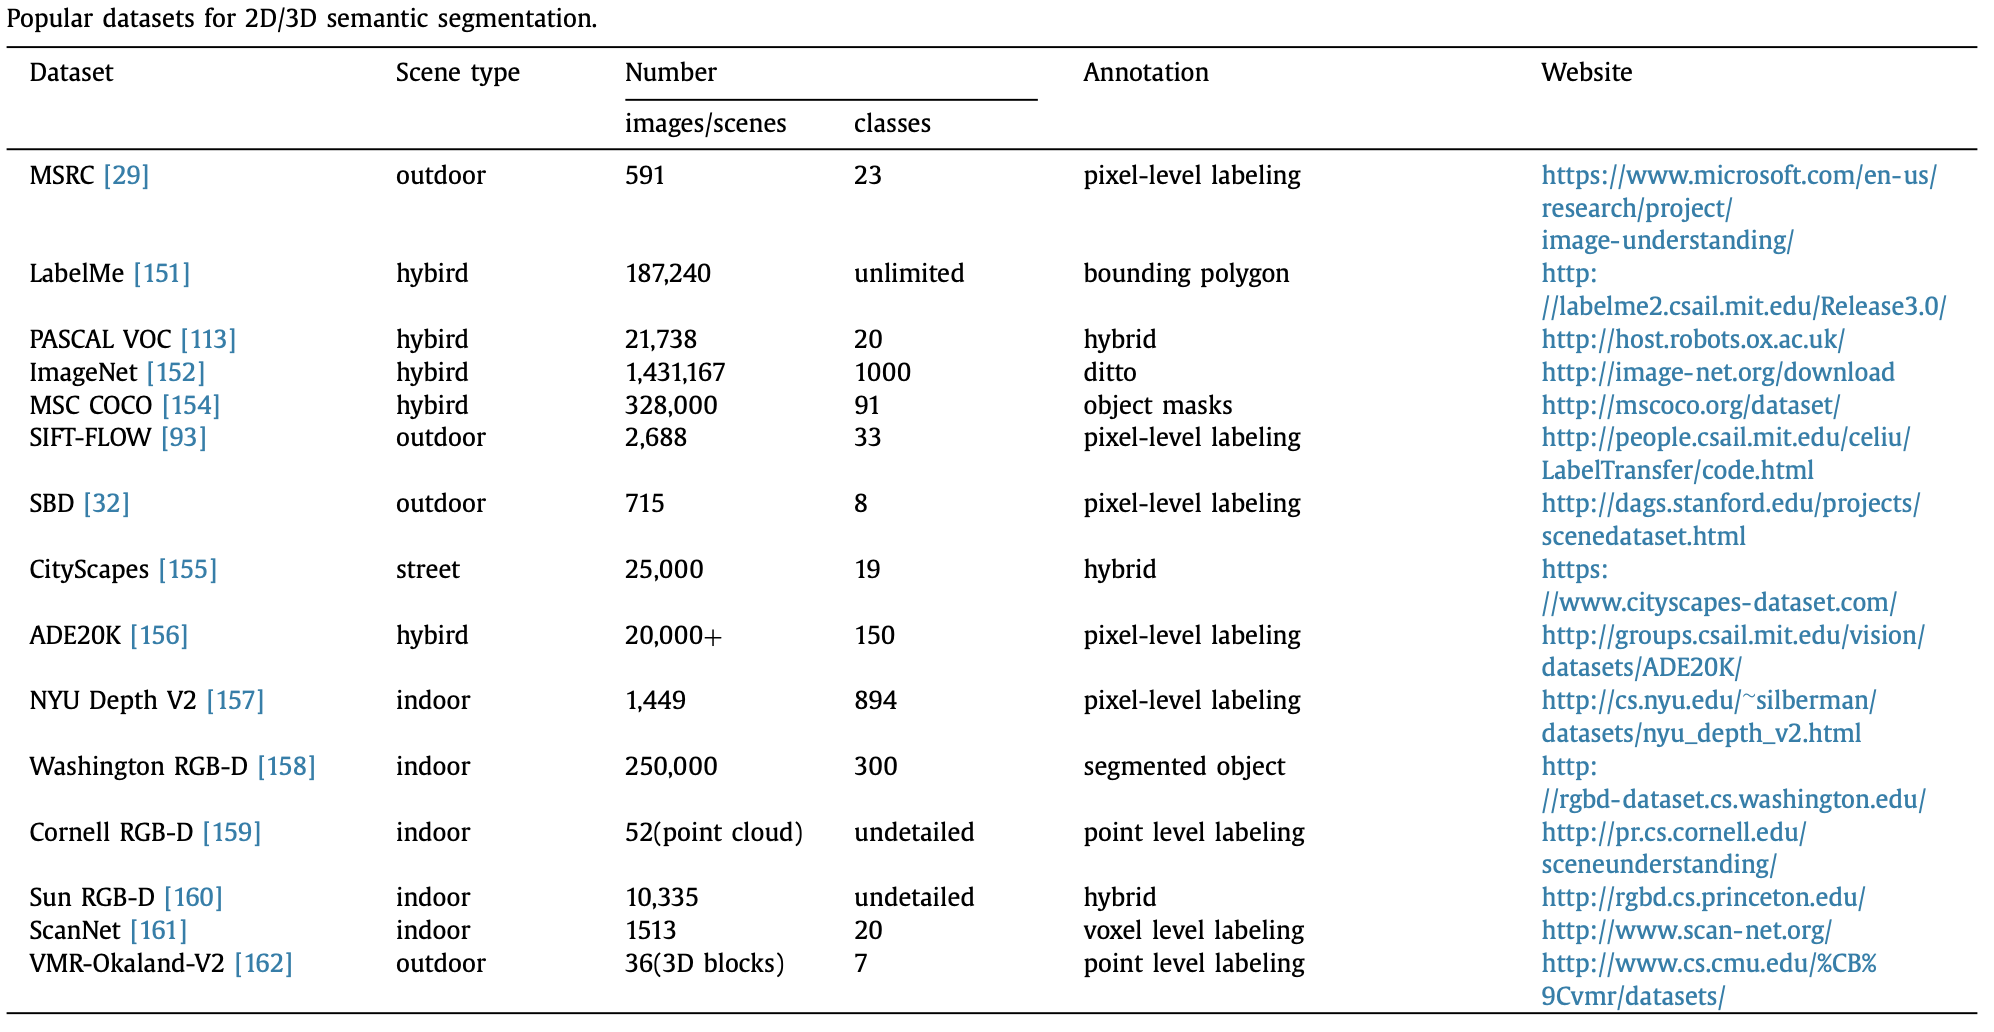 Popular datasets for 2D/3D semantic segmentation.
Dataset Scene type Number Annotation Website
images/scenes classes
MSRC [29] outdoor 591 23 pixel-level labeling https://www.microsoft.com/en-us/
research/project/
image-understanding/
LabelMe [151] hybird 187,240 unlimited bounding polygon http:
//labelme2.csail.mit.edu/Release3.0/
PASCAL VOC [113] hybird 21,738 20 hybrid http://host.robots.ox.ac.uk/
ImageNet [152] hybird 1,431,167 1000 ditto http://image-net.org/download
MSC COCO [154] hybird 328,000 91 object masks http://mscoco.org/dataset/
SIFT-FLOW [93] outdoor 2,688 33 pixel-level labeling http://people.csail.mit.edu/celiu/
LabelTransfer/code.html
SBD [32] outdoor 715 8 pixel-level labeling http://dags.stanford.edu/projects/
scenedataset.html
CityScapes [155] street 25,000 19 hybrid https:
//www.cityscapes-dataset.com/
ADE20K [156] hybird 20,000+ 150 pixel-level labeling http://groups.csail.mit.edu/vision/
datasets/ADE20K/
NYU Depth V2 [157] indoor 1,449 894 pixel-level labeling http://cs.nyu.edu/~silberman/
datasets/nyu_depth_v2.html
Washington RGB-D [158] indoor 250,000 300 segmented object http:
//rgbd-dataset.cs.washington.edu/
Cornell RGB-D [159] indoor 52(point cloud) undetailed point level labeling http://pr.cs.cornell.edu/
sceneunderstanding/
Sun RGB-D [160] indoor 10,335 undetailed hybrid http://rgbd.cs.princeton.edu/
ScanNet [161] indoor 1513 20 voxel level labeling http://www.scan-net.org/
VMR-Okaland-V2 [162] outdoor 36(3D blocks) 7 point level labeling http://www.cs.cmu.edu/%CB%
9Cvmr/datasets/